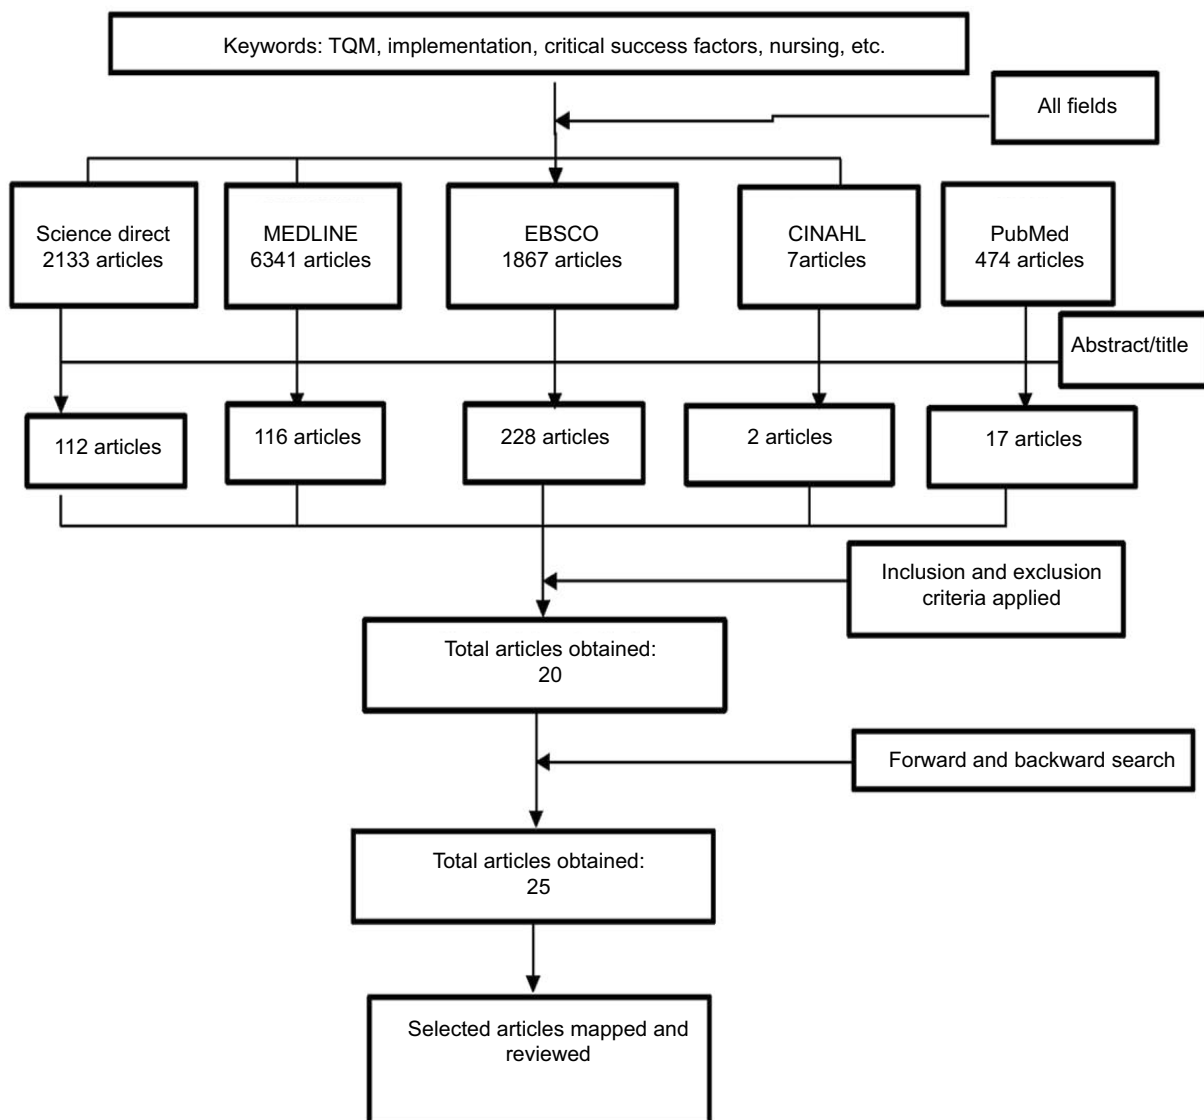 Keywords: TQM, implementation, critical success factors, nursing, etc.
All fields
Science direct
2133 articles
MEDLINE
6341 articles
EBSCO
1867 articles
CINAHL
7articles
PubMed
474 articles
Abstract/title
112 articles
116 articles
228 articles
2 articles
17 articles
Inclusion and exclusion
criteria applied
Total articles obtained:
20
Forward and backward search
Total articles obtained:
25
Selected articles mapped and
reviewed